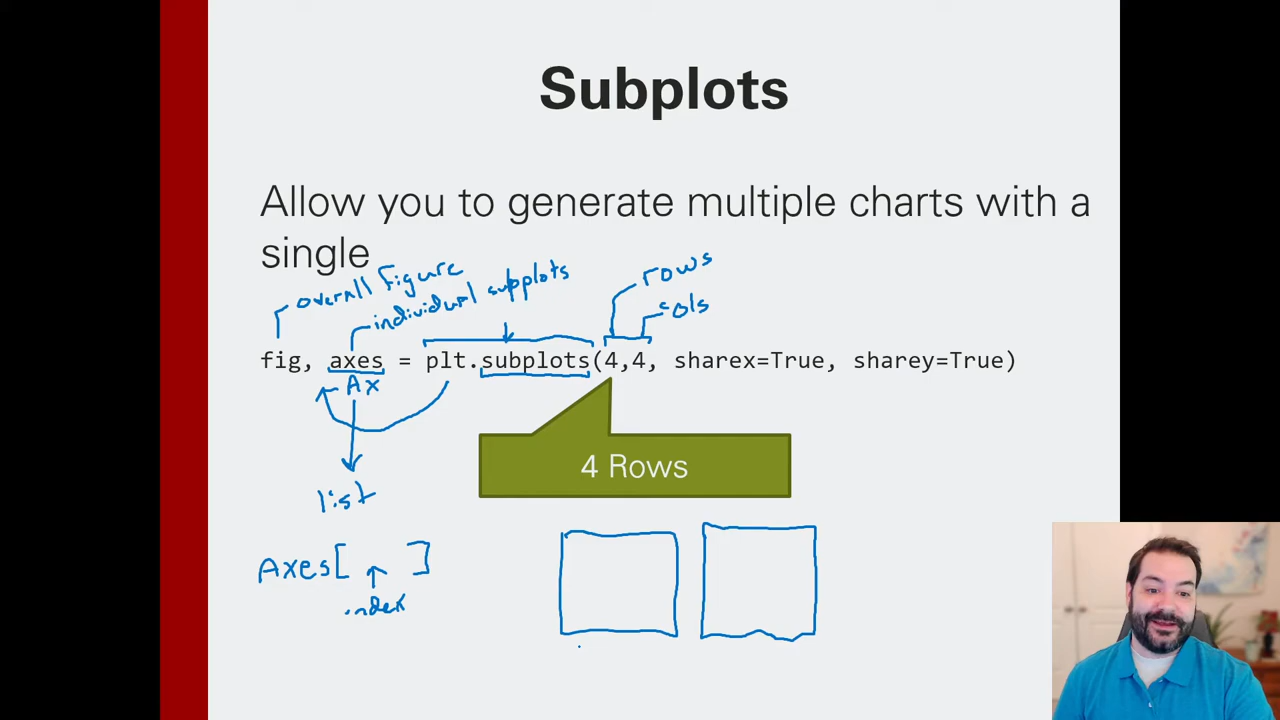 Subplots
Allow you to generate multiple charts with a
single
rows
overall figure
individual subplots
cols
fig, axes = plt.subplots(4,4, sharex=True, sharey=True)
Ax
4 Rows
list
Axes[ ]
index